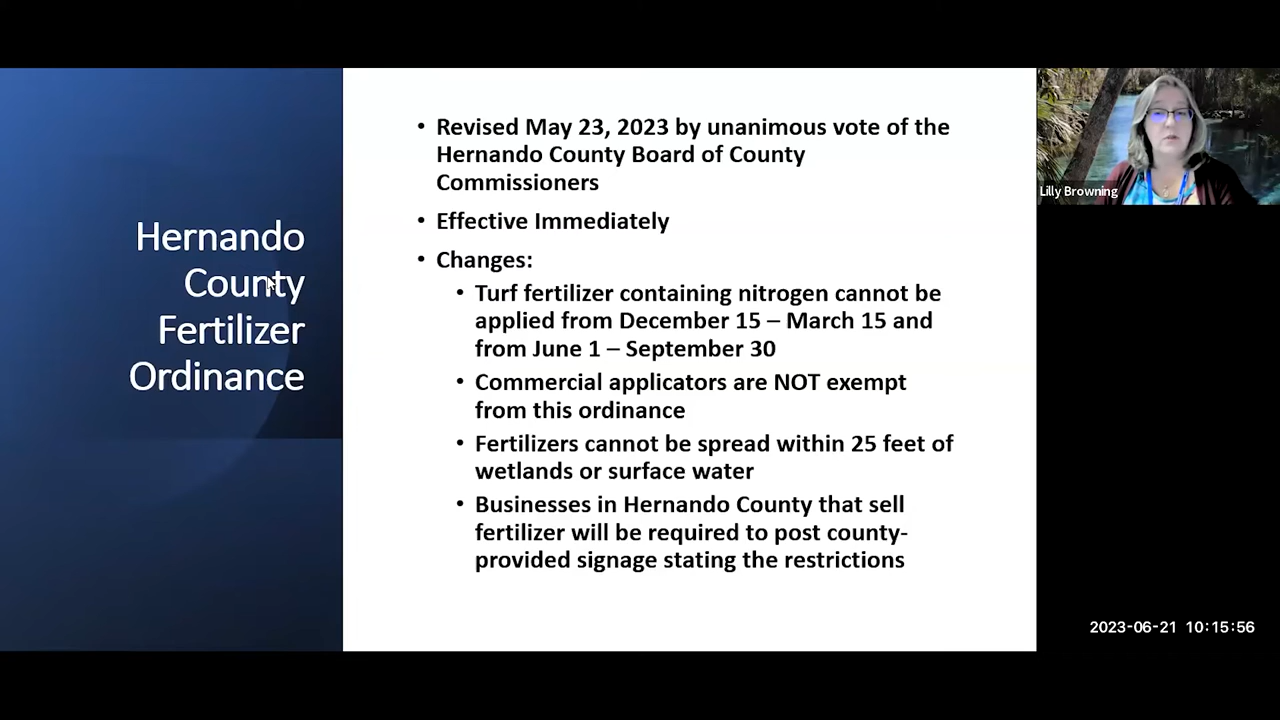 Hernando
County
Fertilizer
Ordinance
• Revised May 23, 2023 by unanimous vote of the
Hernando County Board of County
Commissioners
• Effective Immediately
• Changes:
• Turf fertilizer containing nitrogen cannot be
applied from December 15 – March 15 and
from June 1 – September 30
• Commercial applicators are NOT exempt
from this ordinance
• Fertilizers cannot be spread within 25 feet of
wetlands or surface water
• Businesses in Hernando County that sell
fertilizer will be required to post county-
provided signage stating the restrictions
Lilly Browning
2023-06-21 10:15:56